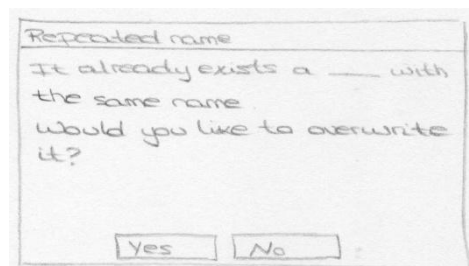 Repeated name
It already exists a ___ with
the same name
Would you like to overwrite
it?
Yes No